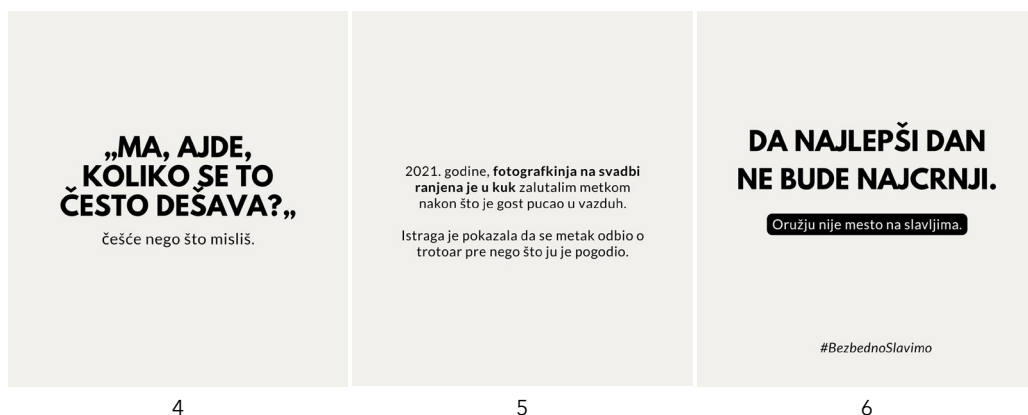 „MA, AJDE,
KOLIKO SE TO
ČESTO DEŠAVA?„
češće nego što misliš.
2021. godine, fotografkinja na svadbi
ranjena je u kuk zalutalim metkom
nakon što je gost pucao u vazduh.
Istraga je pokazala da se metak odbio o
trotoar pre nego što ju je pogodio.
DA NAJLEPŠI DAN
NE BUDE NAJCRNJI.
Oružju nije mesto na slavljima.
#BezbednoSlavimo
4
5
6